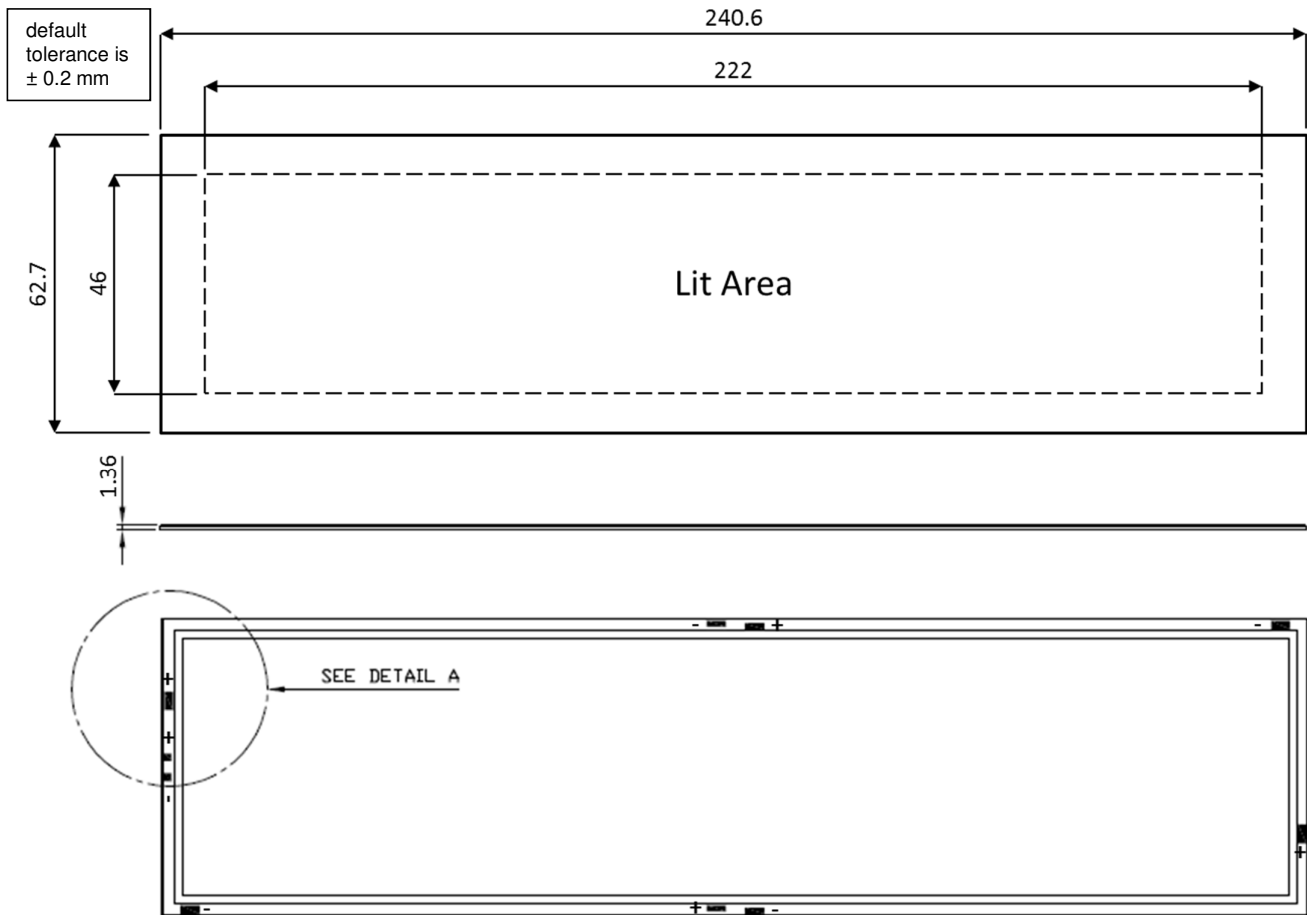 default
tolerance is
± 0.2 mm
240.6
222
62.7
46
Lit Area
1.36
- +
-
SEE DETAIL A
+
+
-
+
-
+ -